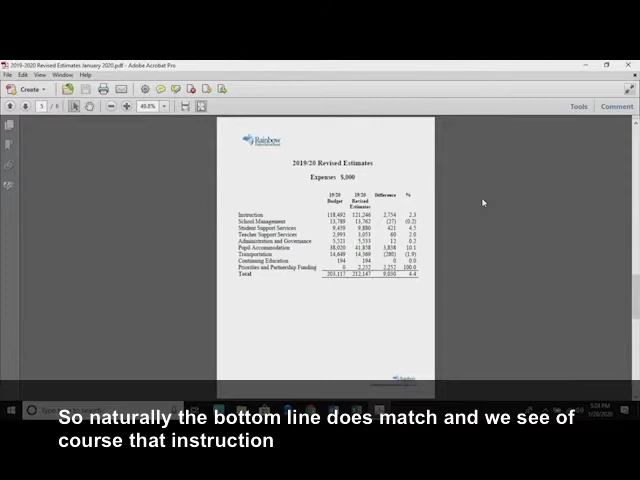 2019-2020 Revised Estimates January 2020.pdf - Adobe Acrobat Pro
File Edit View Window Help
Create
5 / 6 49.8% Tools Comment
Rainbow
2019/20 Revised Estimates
Expenses $,000
19/20 Budget 19/20 Revised Estimates Difference %
Instruction 118,492 121,246 2,754 2.3
School Management 13,789 13,762 (27) (0.2)
Student Support Services 9,459 9,880 421 4.5
Teacher Support Services 2,993 3,053 60 2.0
Administration and Governance 5,521 5,533 12 0.2
Pupil Accommodation 38,020 41,858 3,838 10.1
Transportation 14,649 14,369 (280) (1.9)
Continuing Education 194 194 0 0.0
Priorities and Partnership Funding 0 2,252 2,252 100.0
Total 203,117 212,147 9,030 4.4
So naturally the bottom line does match and we see of
course that instruction